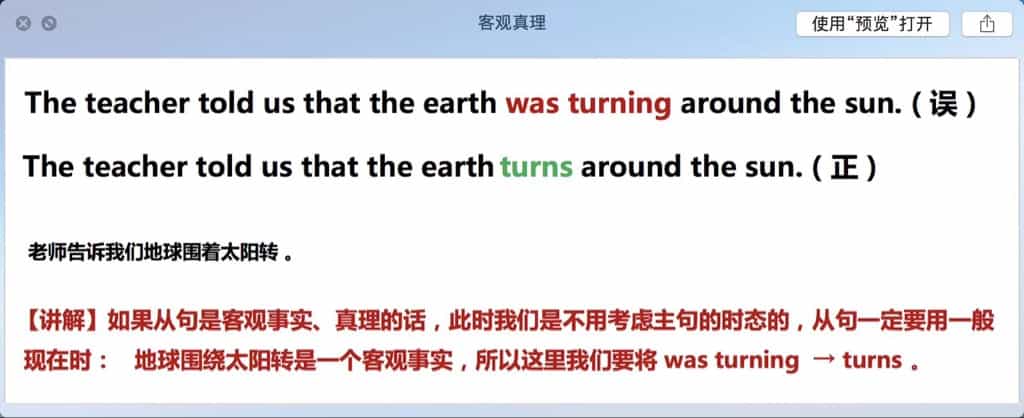 客观真理
使用“预览”打开
The teacher told us that the earth was turning around the sun. ( 误 )
The teacher told us that the earth turns around the sun. ( 正 )
老师告诉我们地球围着太阳转 。
【讲解】如果从句是客观事实、真理的话，此时我们是不用考虑主句的时态的，从句一定要用一般
现在时： 地球围绕太阳转是一个客观事实，所以这里我们要将 was turning → turns 。